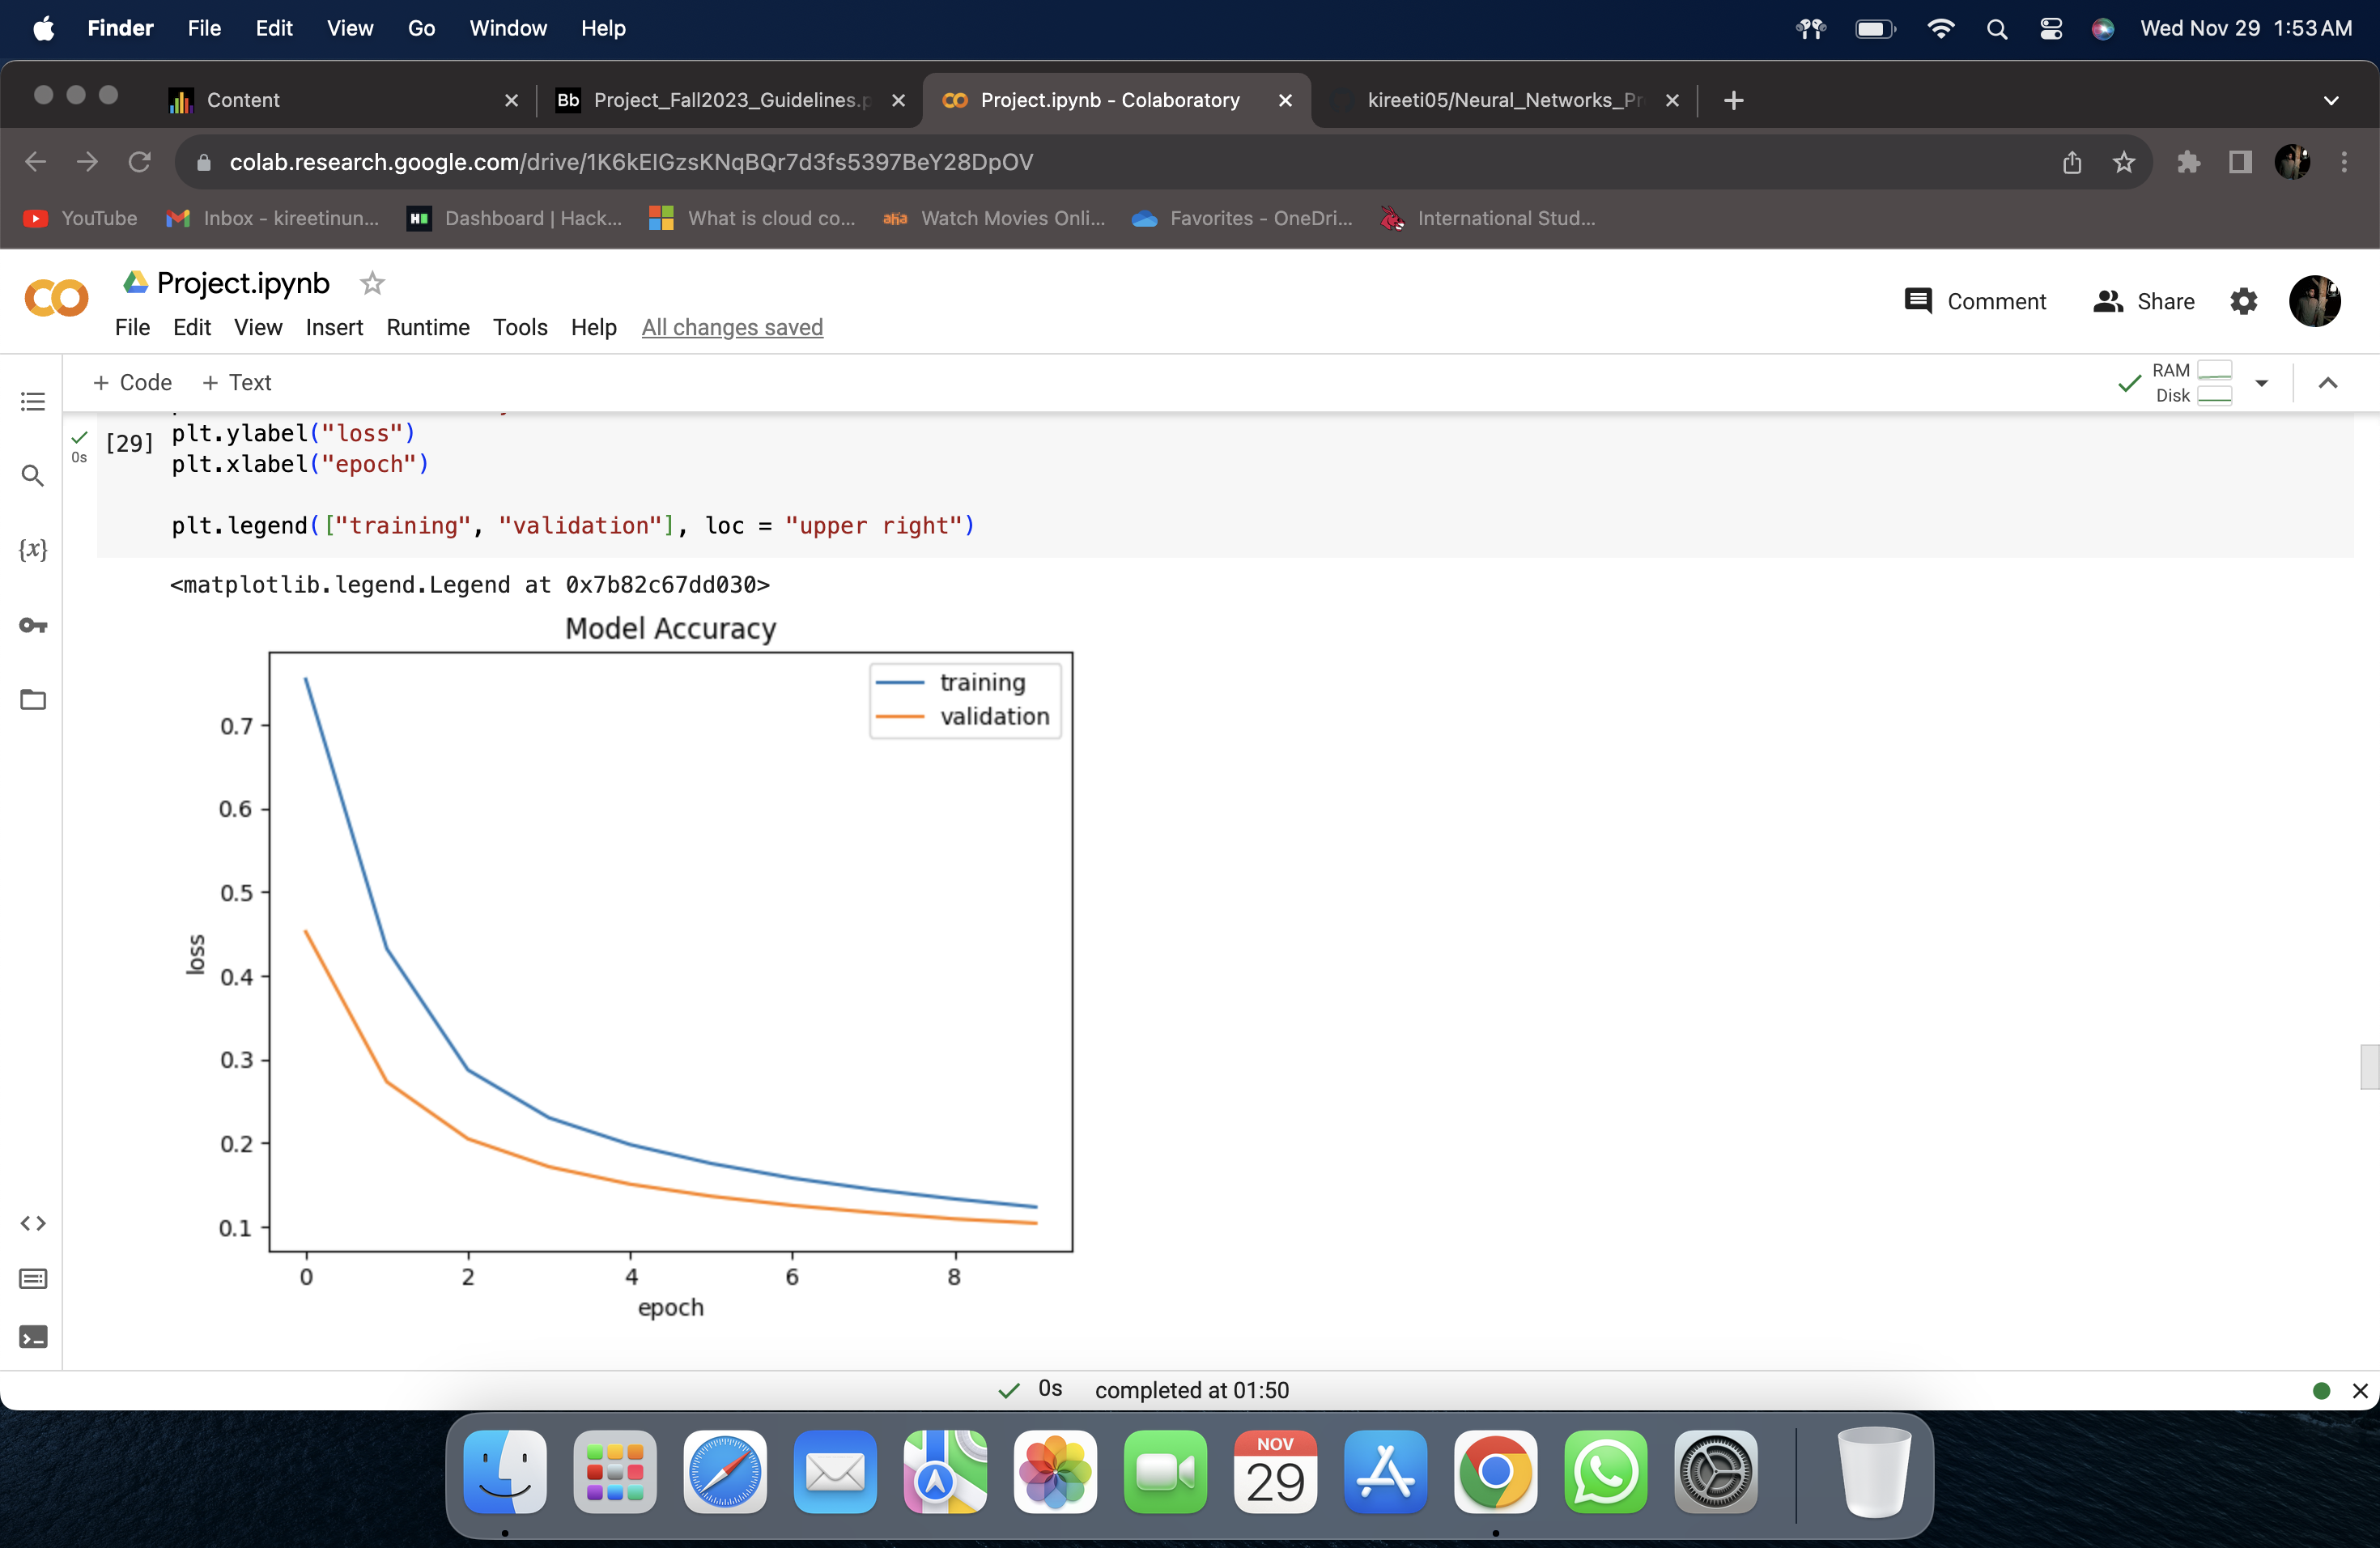 Finder File Edit View Go Window Help Wed Nov 29 1:53 AM
Content Bb Project_Fall2023_Guidelines.p Project.ipynb - Colaboratory kireeti05/Neural_Networks_Pr
colab.research.google.com/drive/1K6kEIGzsKNqBQr7d3fs5397BeY28DpOV
YouTube Inbox - kireetinun... Dashboard | Hack... What is cloud co... aha Watch Movies Onli... Favorites - OneDri... International Stud...
Project.ipynb
Comment Share
File Edit View Insert Runtime Tools Help All changes saved
+ Code + Text
RAM
Disk
[29] plt.ylabel("loss")
0s
plt.xlabel("epoch")
plt.legend(["training", "validation"], loc = "upper right")
{x}
<matplotlib.legend.Legend at 0x7b82c67dd030>
Model Accuracy
training
validation
0.7
0.6
0.5
0.4
0.3
0.2
0.1
loss
0 2 4 6 8
epoch
0s completed at 01:50
NOV
29